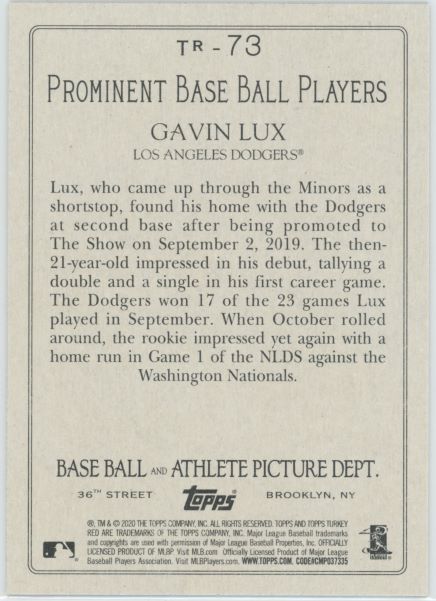 TR-73
PROMINENT BASE BALL PLAYERS
GAVIN LUX
LOS ANGELES DODGERS®
Lux, who came up through the Minors as a
shortstop, found his home with the Dodgers
at second base after being promoted to
The Show on September 2, 2019. The then-
21-year-old impressed in his debut, tallying a
double and a single in his first career game.
The Dodgers won 17 of the 23 games Lux
played in September. When October rolled
around, the rookie impressed yet again with a
home run in Game 1 of the NLDS against the
Washington Nationals.
BASE BALL AND ATHLETE PICTURE DEPT.
36TH STREET Topps® BROOKLYN, NY
®, TM & © 2020 THE TOPPS COMPANY, INC. ALL RIGHTS RESERVED. TOPPS AND TOPPS TURKEY
RED ARE TRADEMARKS OF THE TOPPS COMPANY, INC. Major League Baseball trademarks
and copyrights are used with permission of Major League Baseball Properties, Inc. OFFICIALLY
LICENSED PRODUCT OF MLBP. Visit MLB.com Officially Licensed Product of Major League
Baseball Players Association. Visit MLBPlayers.com. WWW.TOPPS.COM. CODE#CMP037335